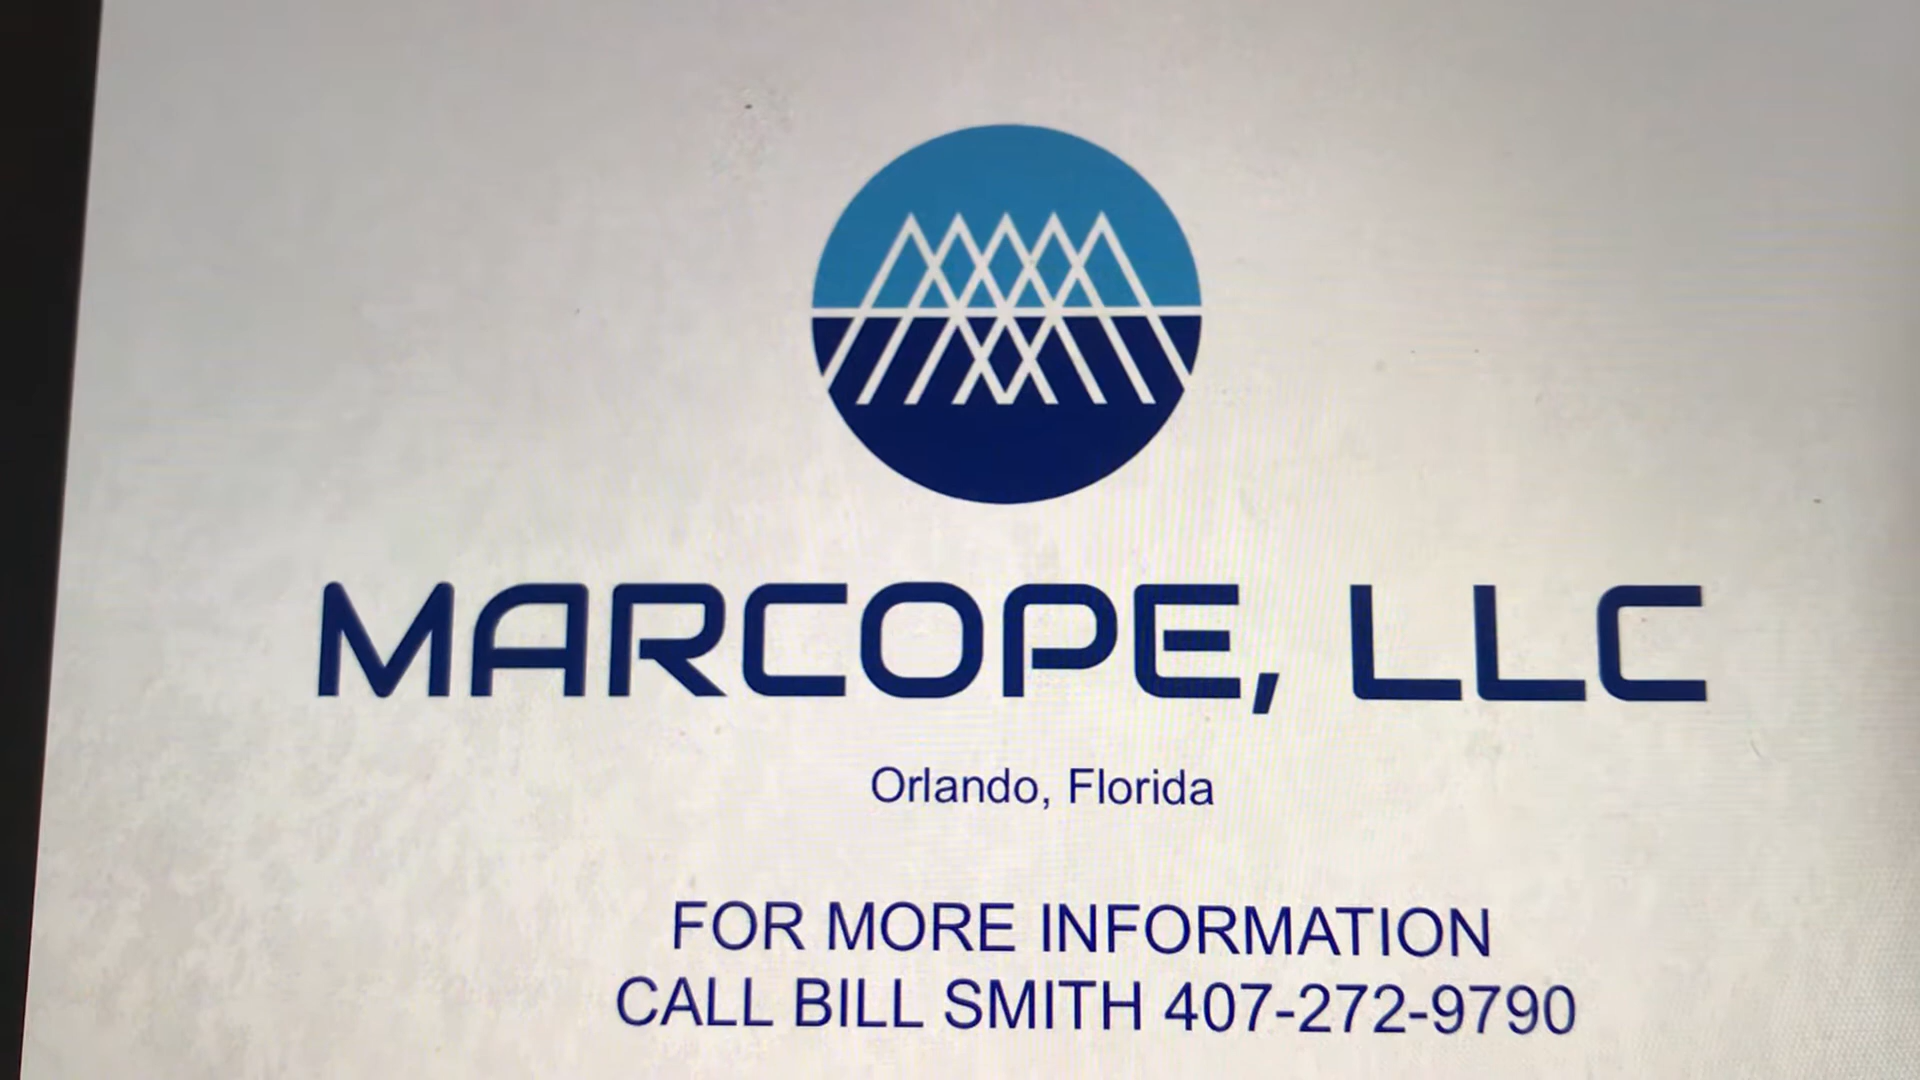 MARCOPE, LLC
Orlando, Florida
FOR MORE INFORMATION
CALL BILL SMITH 407-272-9790